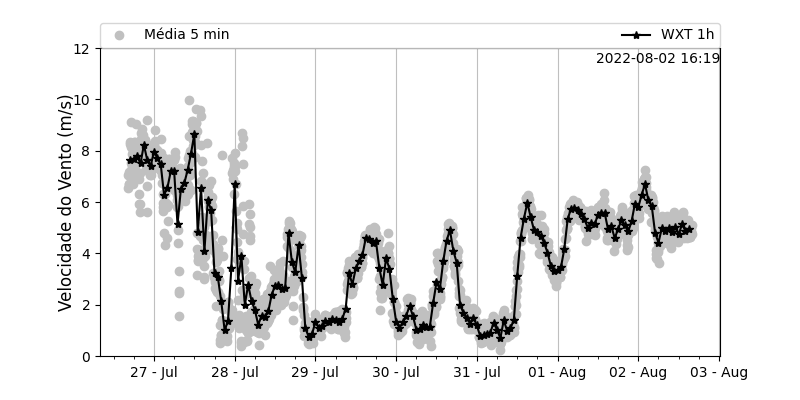 Média 5 min
WXT 1h
2022-08-02 16:19
Velocidade do Vento (m/s)
12
10
8
6
4
2
0
27 - Jul 28 - Jul 29 - Jul 30 - Jul 31 - Jul 01 - Aug 02 - Aug 03 - Aug